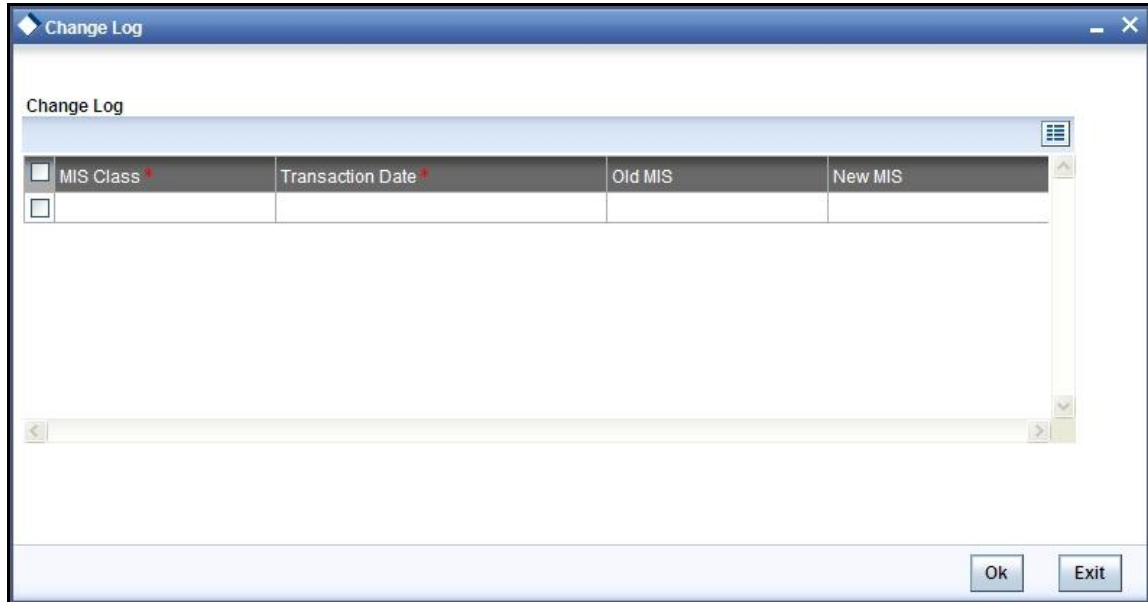 Change Log
Change Log
MIS Class * Transaction Date * Old MIS New MIS
Ok Exit